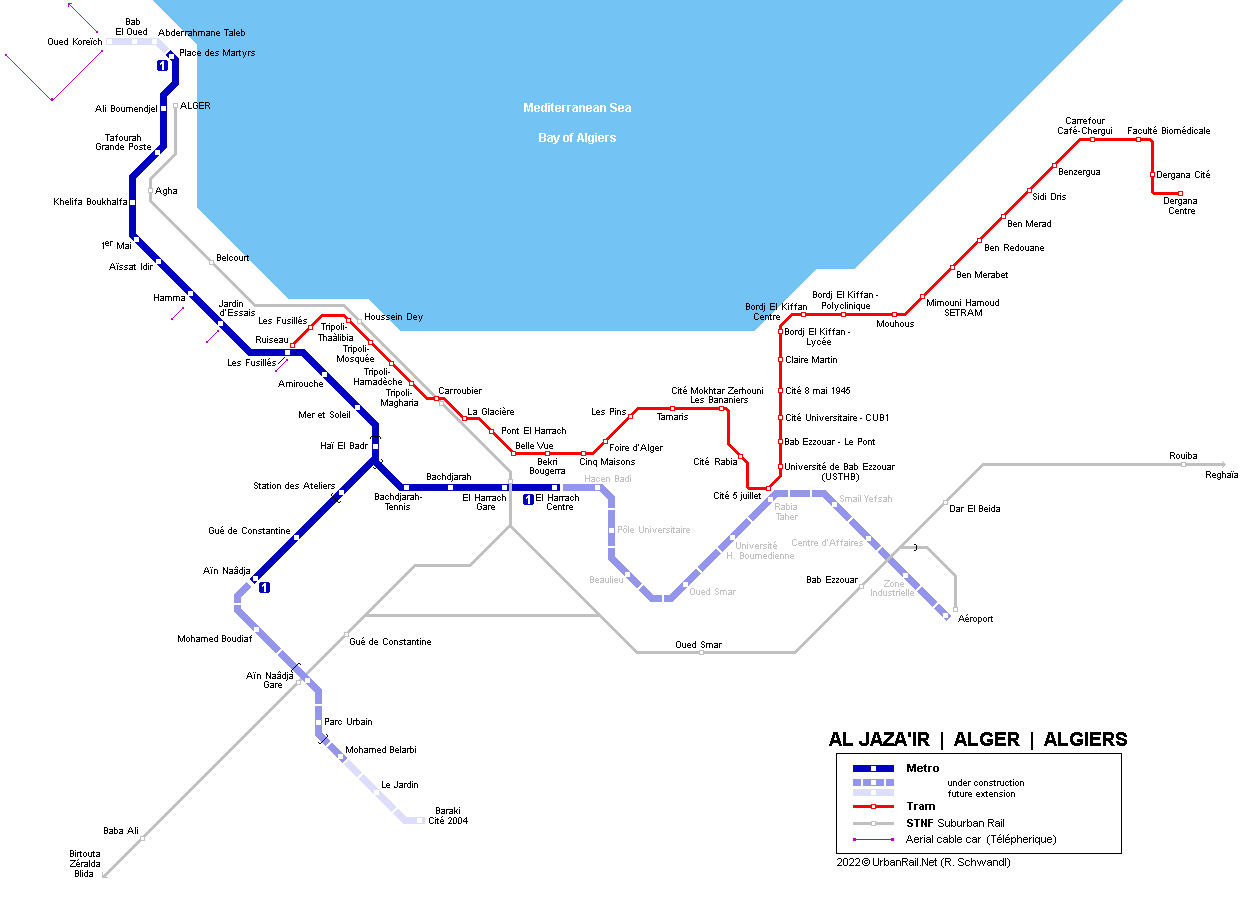 Bab
El Oued
Abderrahmane Taleb
Oued Koreïch
Place des Martyrs
1
Ali Boumendjel
ALGER
Tafourah
Grande Poste
Agha
Khelifa Boukhalfa
1er Mai
Aïssat Idir
Belcourt
Hamma
Jardin
d'Essais
Les Fusillés
Ruiseau
Les Fusillés
Tripoli-
Thaâlibia
Houssein Dey
Tripoli-
Mosquée
Tripoli-
Hamadèche
Tripoli-
Magharia
Amirouche
Mer et Soleil
Haï El Badr
Carroubier
La Glacière
Pont El Harrach
Belle Vue
Bekri
Bougerra
Cinq Maisons
Foire d'Alger
Les Pins
Tamaris
Cité Mokhtar Zerhouni
Les Bananiers
Cité Rabia
Cité 5 juillet
Université de Bab Ezzouar
(USTHB)
Bab Ezzouar - Le Pont
Cité Universitaire - CUB1
Cité 8 mai 1945
Claire Martin
Bordj El Kiffan -
Lycée
Bordj El Kiffan
Centre
Bordj El Kiffan -
Polyclinique
Mouhous
Mimouni Hamoud
SETRAM
Ben Merabet
Ben Redouane
Ben Merad
Sidi Dris
Benzergua
Carrefour
Café-Chergui
Faculté Biomédicale
Dergana Cité
Dergana
Centre
Mediterranean Sea
Bay of Algiers
Station des Ateliers
Gué de Constantine
Aïn Naâdja
1
Bachdjarah-
Tennis
Bachdjarah
El Harrach
Gare
1
El Harrach
Centre
Hacen Badi
Pôle Universitaire
Beaulieu
Oued Smar
Université
H. Boumedienne
Rabia
Taher
Smail Yefsah
Centre d'Affaires
Zone
Industrielle
Aéroport
Bab Ezzouar
Dar El Beida
Rouiba
Reghaïa
Oued Smar
Gué de Constantine
Mohamed Boudiaf
Aïn Naâdja
Gare
Parc Urbain
Mohamed Belarbi
Le Jardin
Baraki
Cité 2004
Baba Ali
Birtouta
Zéralda
Blida
AL JAZA'IR | ALGER | ALGIERS
Metro
under construction
future extension
Tram
STNF Suburban Rail
Aerial cable car (Télépherique)
2022 © UrbanRail.Net (R. Schwandl)